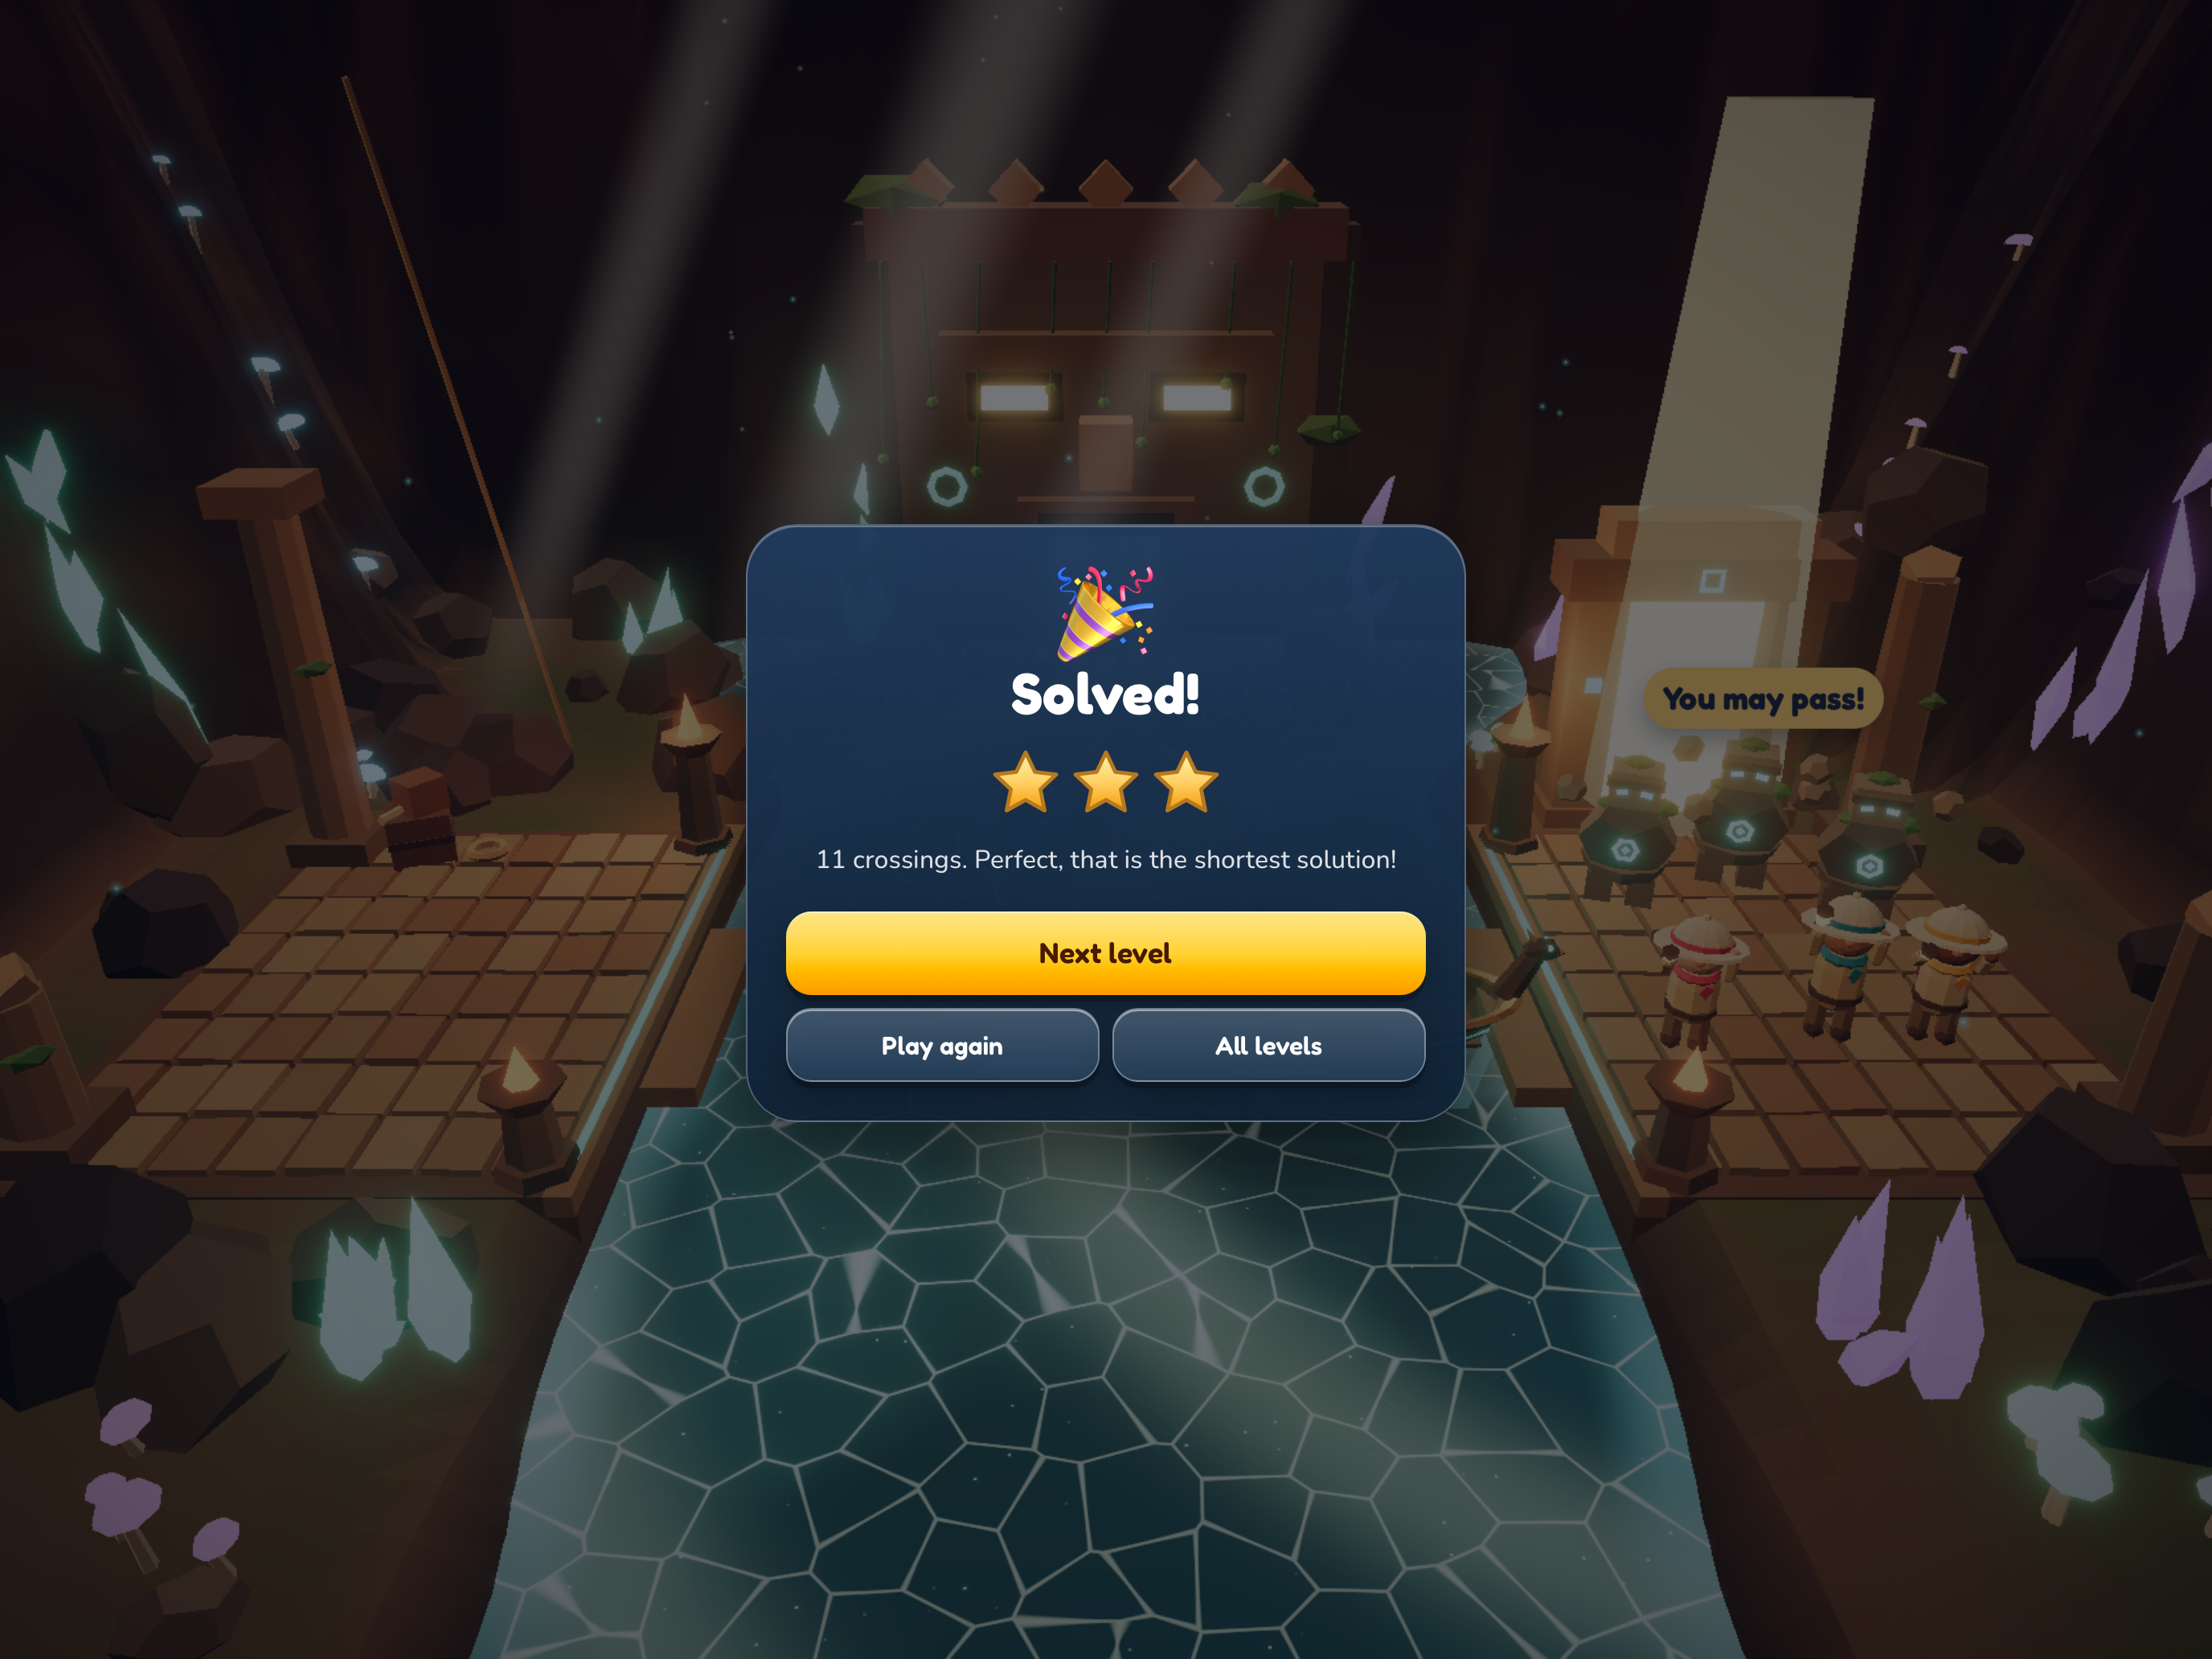 You may pass!
Solved!
11 crossings. Perfect, that is the shortest solution!
Next level
Play again
All levels